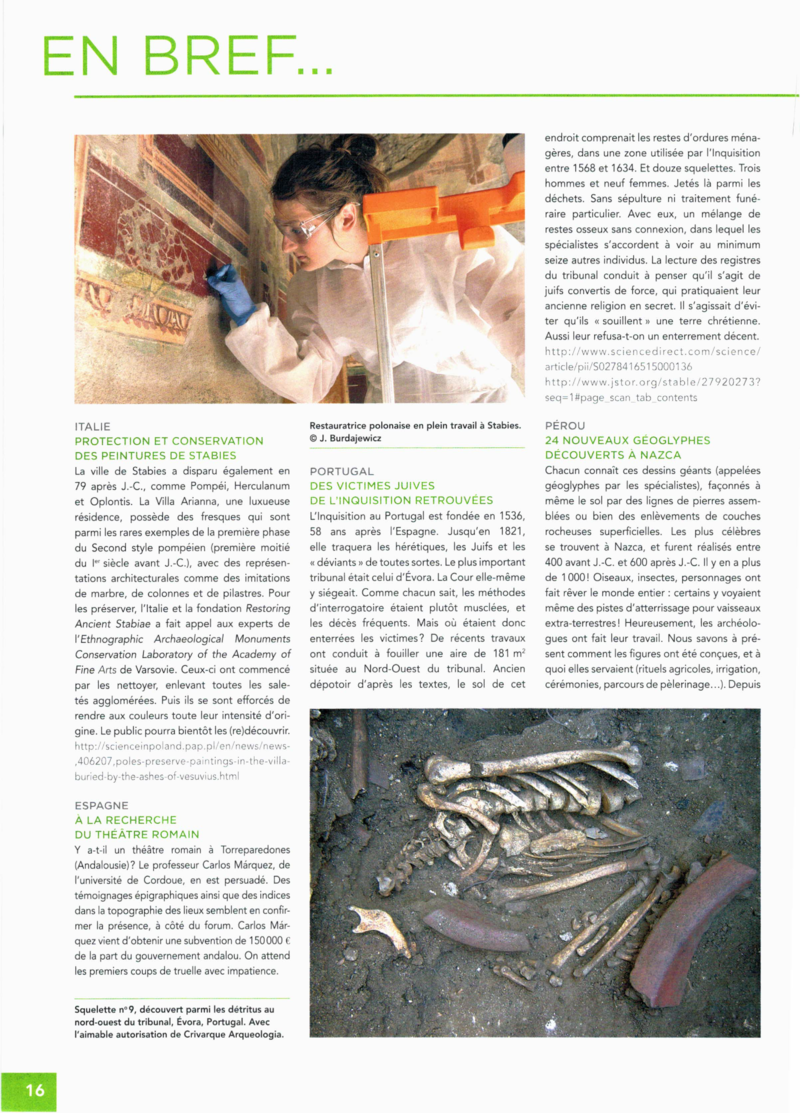 EN BREF...
ITALIE
PROTECTION ET CONSERVATION
DES PEINTURES DE STABIES
La ville de Stabies a disparu également en
79 après J.-C., comme Pompéi, Herculanum
et Oplontis. La Villa Arianna, une luxueuse
résidence, possède des fresques qui sont
parmi les rares exemples de la première phase
du Second style pompéien (première moitié
du Ier siècle avant J.-C.), avec des représen-
tations architecturales comme des imitations
de marbre, de colonnes et de pilastres. Pour
les préserver, l'Italie et la fondation Restoring
Ancient Stabiae a fait appel aux experts de
l'Ethnographic Archaeological Monuments
Conservation Laboratory of the Academy of
Fine Arts de Varsovie. Ceux-ci ont commencé
par les nettoyer, enlevant toutes les sale-
tés agglomérées. Puis ils se sont efforcés de
rendre aux couleurs toute leur intensité d'ori-
gine. Le public pourra bientôt les (re)découvrir.
http://scienceinpoland.pap.pl/en/news/news-
,406207,poles-preserve-paintings-in-the-villa-
buried-by-the-ashes-of-vesuvius.html
ESPAGNE
À LA RECHERCHE
DU THÉÂTRE ROMAIN
Y a-t-il un théâtre romain à Torreparedones
(Andalousie)? Le professeur Carlos Márquez, de
l'université de Cordoue, en est persuadé. Des
témoignages épigraphiques ainsi que des indices
dans la topographie des lieux semblent en confir-
mer la présence, à côté du forum. Carlos Már-
quez vient d'obtenir une subvention de 150000 €
de la part du gouvernement andalou. On attend
les premiers coups de truelle avec impatience.
Squelette n°9, découvert parmi les détritus au
nord-ouest du tribunal, Évora, Portugal. Avec
l'aimable autorisation de Crivarque Arqueologia.
Restauratrice polonaise en plein travail à Stabies.
© J. Burdajewicz
PORTUGAL
DES VICTIMES JUIVES
DE L'INQUISITION RETROUVÉES
L'Inquisition au Portugal est fondée en 1536,
58 ans après l'Espagne. Jusqu'en 1821,
elle traquera les hérétiques, les Juifs et les
« déviants » de toutes sortes. Le plus important
tribunal était celui d'Évora. La Cour elle-même
y siégeait. Comme chacun sait, les méthodes
d'interrogatoire étaient plutôt musclées, et
les décès fréquents. Mais où étaient donc
enterrées les victimes? De récents travaux
ont conduit à fouiller une aire de 181 m²
située au Nord-Ouest du tribunal. Ancien
dépotoir d'après les textes, le sol de cet
endroit comprenait les restes d'ordures ména-
gères, dans une zone utilisée par l'Inquisition
entre 1568 et 1634. Et douze squelettes. Trois
hommes et neuf femmes. Jetés là parmi les
déchets. Sans sépulture ni traitement funé-
raire particulier. Avec eux, un mélange de
restes osseux sans connexion, dans lequel les
spécialistes s'accordent à voir au minimum
seize autres individus. La lecture des registres
du tribunal conduit à penser qu'il s'agit de
juifs convertis de force, qui pratiquaient leur
ancienne religion en secret. Il s'agissait d'évi-
ter qu'ils « souillent » une terre chrétienne.
Aussi leur refusa-t-on un enterrement décent.
http://www.sciencedirect.com/science/
article/pii/S0278416515000136
http://www.jstor.org/stable/27920273?
seq=1#page_scan_tab_contents
PÉROU
24 NOUVEAUX GÉOGLYPHES
DÉCOUVERTS À NAZCA
Chacun connaît ces dessins géants (appelées
géoglyphes par les spécialistes), façonnés à
même le sol par des lignes de pierres assem-
blées ou bien des enlèvements de couches
rocheuses superficielles. Les plus célèbres
se trouvent à Nazca, et furent réalisés entre
400 avant J.-C. et 600 après J.-C. Il y en a plus
de 1000! Oiseaux, insectes, personnages ont
fait rêver le monde entier : certains y voyaient
même des pistes d'atterrissage pour vaisseaux
extra-terrestres! Heureusement, les archéolo-
gues ont fait leur travail. Nous savons à pré-
sent comment les figures ont été conçues, et à
quoi elles servaient (rituels agricoles, irrigation,
cérémonies, parcours de pèlerinage...). Depuis
16